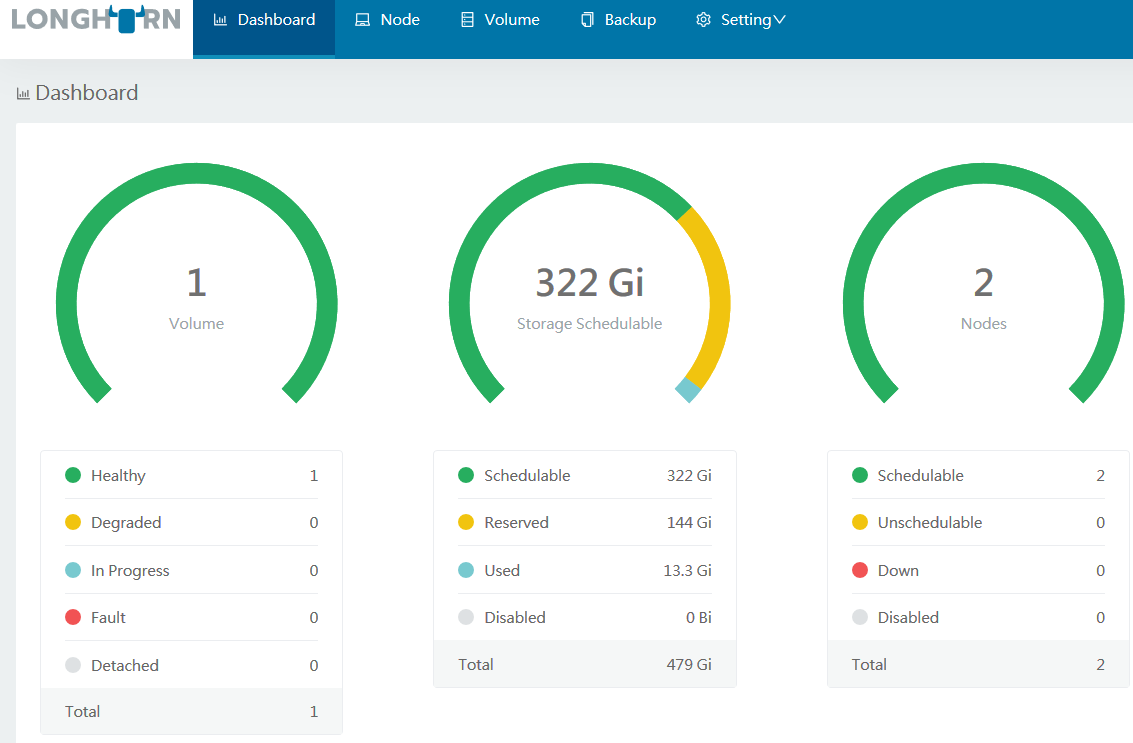 LONGHORN Dashboard Node Volume Backup Setting
Dashboard
1
Volume
322 Gi
Storage Schedulable
2
Nodes
Healthy 1
Degraded 0
In Progress 0
Fault 0
Detached 0
Total 1
Schedulable 322 Gi
Reserved 144 Gi
Used 13.3 Gi
Disabled 0 Bi
Total 479 Gi
Schedulable 2
Unschedulable 0
Down 0
Disabled 0
Total 2